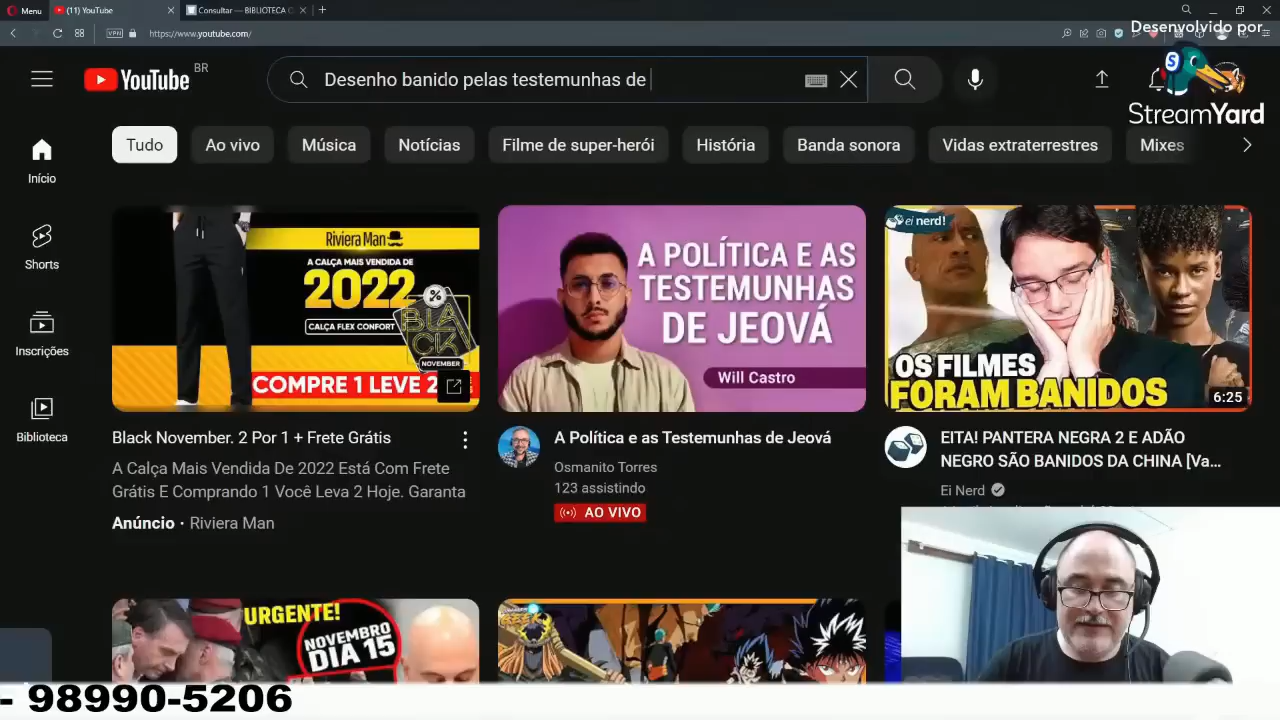 Menu
(11) YouTube
Consultar — BIBLIOTECA
VPN
https://www.youtube.com/
Desenvolvido por
StreamYard
YouTube BR
Desenho banido pelas testemunhas de
Tudo
Ao vivo
Música
Notícias
Filme de super-herói
História
Banda sonora
Vidas extraterrestres
Mixes
Início
Shorts
Inscrições
Biblioteca
Riviera Man
A CALÇA MAIS VENDIDA DE
2022
CALÇA FLEX CONFORT
BLACK
NOVEMBER
COMPRE 1 LEVE 2
Black November. 2 Por 1 + Frete Grátis
A Calça Mais Vendida De 2022 Está Com Frete
Grátis E Comprando 1 Você Leva 2 Hoje. Garanta
Anúncio · Riviera Man
A POLÍTICA E AS
TESTEMUNHAS
DE JEOVÁ
Will Castro
A Política e as Testemunhas de Jeová
Osmanito Torres
123 assistindo
AO VIVO
ei nerd!
OS FILMES
FORAM BANIDOS
6:25
EITA! PANTERA NEGRA 2 E ADÃO
NEGRO SÃO BANIDOS DA CHINA [Va...
Ei Nerd
URGENTE!
NOVEMBRO
DIA 15
- 98990-5206